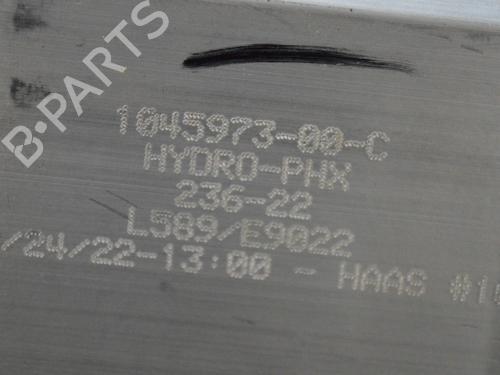 B-PARTS
1045973-00-C
HYDRO-PHX
236-22
L589/E9022
/24/22-13:00 - HAAS #1